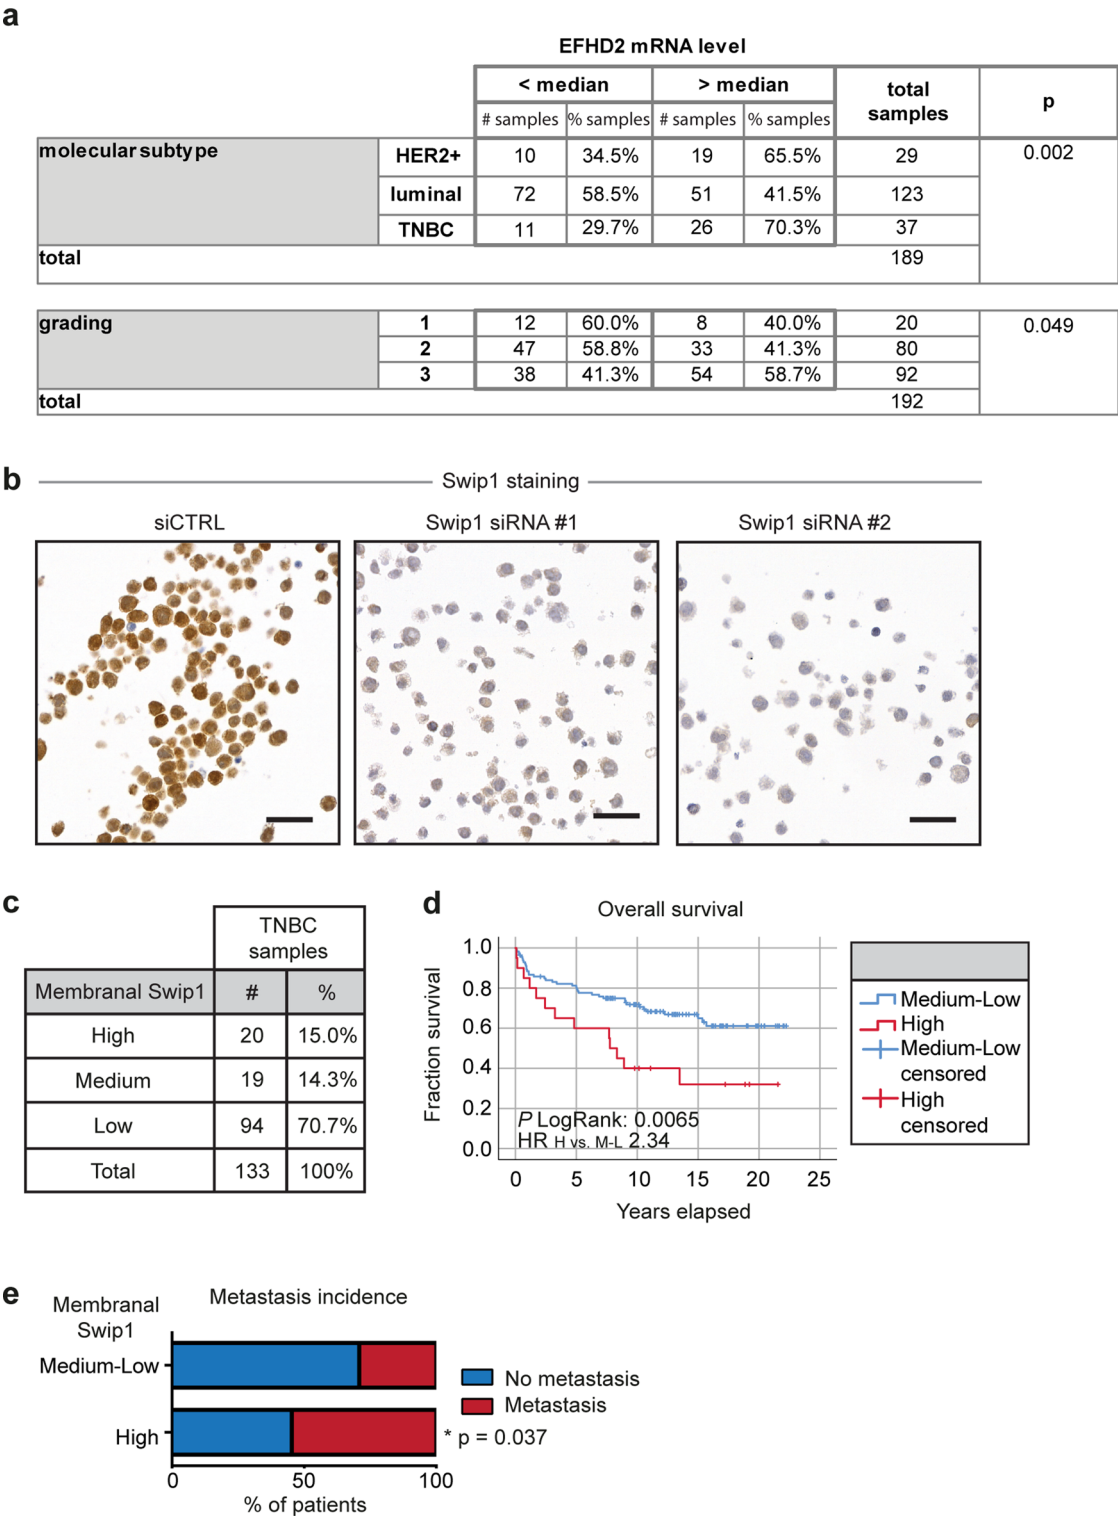 a
EFHD2 mRNA level
< median > median total samples p
# samples % samples # samples % samples
molecular subtype HER2+ 10 34.5% 19 65.5% 29 0.002
luminal 72 58.5% 51 41.5% 123
TNBC 11 29.7% 26 70.3% 37
total 189
grading 1 12 60.0% 8 40.0% 20 0.049
2 47 58.8% 33 41.3% 80
3 38 41.3% 54 58.7% 92
total 192
b
Swip1 staining
siCTRL Swip1 siRNA #1 Swip1 siRNA #2
c
TNBC
samples
Membranal Swip1 # %
High 20 15.0%
Medium 19 14.3%
Low 94 70.7%
Total 133 100%
d
Overall survival
Fraction survival
1.0
0.8
0.6
0.4
0.2
0.0
P LogRank: 0.0065
HR H vs. M-L 2.34
0 5 10 15 20 25
Years elapsed
Medium-Low
High
Medium-Low
censored
High
censored
e
Membranal
Swip1
Metastasis incidence
Medium-Low
High
No metastasis
Metastasis
* p = 0.037
0 50 100
% of patients